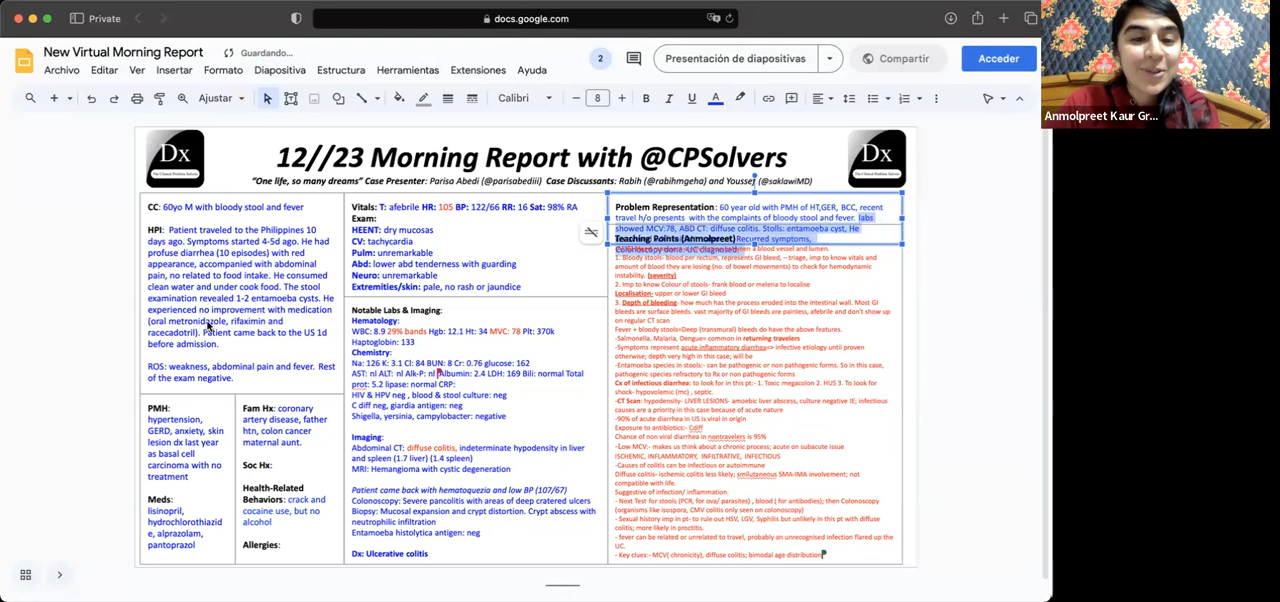 Private
docs.google.com
New Virtual Morning Report
Guardando...
Archivo Editar Ver Insertar Formato Diapositiva Estructura Herramientas Extensiones Ayuda
2
Presentación de diapositivas
Compartir
Acceder
Ajustar
Calibri
8
B I U A
Anmolpreet Kaur Gr...
Dx
12//23 Morning Report with @CPSolvers
"One life, so many dreams" Case Presenter: Parisa Abedi (@parisabediii) Case Discussants: Rabih (@rabihmgeha) and Youssef (@saklawiMD)
Dx
CC: 60yo M with bloody stool and fever
HPI: Patient traveled to the Philippines 10
days ago. Symptoms started 4-5d ago. He had
profuse diarrhea (10 episodes) with red
appearance, accompanied with abdominal
pain, no related to food intake. He consumed
clean water and under cook food. The stool
examination revealed 1-2 entamoeba cysts. He
experienced no improvement with medication
(oral metronidazole, rifaximin and
racecadotril). Patient came back to the US 1d
before admission.
ROS: weakness, abdominal pain and fever. Rest
of the exam negative.
PMH:
hypertension,
GERD, anxiety, skin
lesion dx last year
as basal cell
carcinoma with no
treatment
Meds:
lisinopril,
hydrochlorothiazid
e, alprazolam,
pantoprazol
Fam Hx: coronary
artery disease, father
htn, colon cancer
maternal aunt.
Soc Hx:
Health-Related
Behaviors: crack and
cocaine use, but no
alcohol
Allergies:
Vitals: T: afebrile HR: 105 BP: 122/66 RR: 16 Sat: 98% RA
Exam:
HEENT: dry mucosas
CV: tachycardia
Pulm: unremarkable
Abd: lower abd tenderness with guarding
Neuro: unremarkable
Extremities/skin: pale, no rash or jaundice
Notable Labs & Imaging:
Hematology:
WBC: 8.9 29% bands Hgb: 12.1 Ht: 34 MVC: 78 Plt: 370k
Haptoglobin: 133
Chemistry:
Na: 126 K: 3.1 Cl: 84 BUN: 8 Cr: 0.76 glucose: 162
AST: nl ALT: nl Alk-P: nl Albumin: 2.4 LDH: 169 Bili: normal Total
prot: 5.2 lipase: normal CRP:
HIV & HPV neg , blood & stool culture: neg
C diff neg, giardia antigen: neg
Shigella, yersinia, campylobacter: negative
Imaging:
Abdominal CT: diffuse colitis, indeterminate hypodensity in liver
and spleen (1.7 liver) (1.4 spleen)
MRI: Hemangioma with cystic degeneration
Patient came back with hematoquezia and low BP (107/67)
Colonoscopy: Severe pancolitis with areas of deep cratered ulcers
Biopsy: Mucosal expansion and crypt distortion. Crypt abscess with
neutrophilic infiltration
Entamoeba histolytica antigen: neg
Dx: Ulcerative colitis
Problem Representation: 60 year old with PMH of HT,GER, BCC, recent
travel h/o presents with the complaints of bloody stool and fever. labs
showed MCV:78, ABD CT: diffuse colitis. Stolls: entamoeba cyst, He
Teaching Points (Anmolpreet) Recurred symptoms,
Colonoscopy done: UC diagnosed. a blood vessel and lumen.
1. Bloody stools- blood per rectum, represents GI bleed, – triage, imp to know vitals and
amount of blood they are losing (no. of bowel movements) to check for hemodynamic
instability. (severity)
2. Imp to know Colour of stools- frank blood or melena to localise
Localisation- upper or lower GI bleed
3. Depth of bleeding- how much has the process eroded into the intestinal wall. Most GI
bleeds are surface bleeds. vast majority of GI bleeds are painless, afebrile and don't show up
on regular CT scan
Fever + bloody stools=Deep (transmural) bleeds do have the above features.
-Salmonella, Malaria, Dengue= common in returning travelers
-Symptoms represent acute inflammatory diarrhea=> infective etiology until proven
otherwise; depth very high in this case; will be
-Entamoeba species in stools:- can be pathogenic or non pathogenic forms. So in this case,
pathogenic species refractory to Rx or non pathogenic forms
Cx of infectious diarrhea: to look for in this pt:- 1. Toxic megacolon 2. HUS 3. To look for
shock- hypovolemic (mc) , septic.
-CT Scan: hypodensity- LIVER LESIONS- amoebic liver abscess, culture negative IE; infectious
causes are a priority in this case because of acute nature
-90% of acute diarrhea in US is viral in origin
Exposure to antibiotics:- Cdiff
Chance of non viral diarrhea in nontravelers is 95%
-Low MCV:- makes us think about a chronic process; acute on subacute issue
ISCHEMIC, INFLAMMATORY, INFILTRATIVE, INFECTIOUS
-Causes of colitis can be infectious or autoimmune
Diffuse colitis- ischemic colitis less likely; smilutaneous SMA-IMA involvement; not
compatible with life.
Suggestive of infection/ inflammation.
- Next Test for stools (PCR, for ova/ parasites) , blood ( for antibodies); then Colonoscopy
(organisms like isospora, CMV colitis only seen on colonoscopy)
- Sexual history imp in pt- to rule out HSV, LGV, Syphilis but unlikely in this pt with diffuse
colitis; more likely in proctitis.
- fever can be related or unrelated to travel, probably an unrecognised infection flared up the
UC.
- Key clues:- MCV( chronicity), diffuse colitis; bimodal age distribution